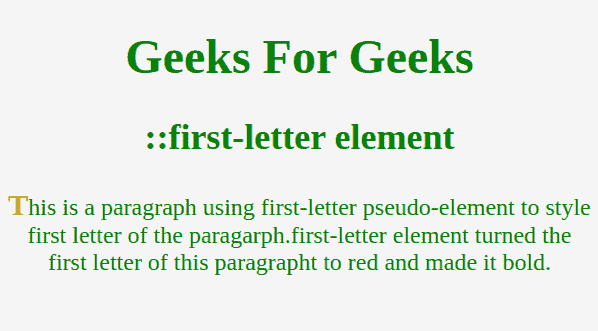 Geeks For Geeks
::first-letter element
This is a paragraph using first-letter pseudo-element to style
first letter of the paragarph.first-letter element turned the
first letter of this paragrapht to red and made it bold.